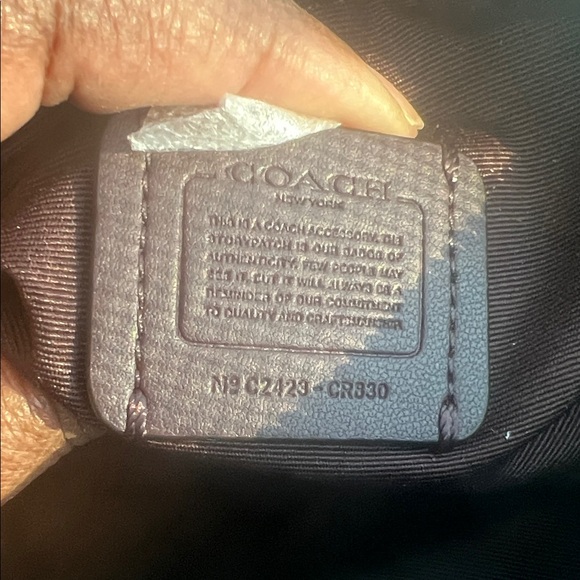 COACH
NEW YORK
THIS IS A COACH ACCESSORY. THE
STORYPATCH IS OUR BADGE OF
AUTHENTICITY. FEW PEOPLE MAY
SEE IT, BUT IT WILL ALWAYS BE A
REMINDER OF OUR COMMITMENT
TO QUALITY AND CRAFTSMANSHIP.
Nº C2423-CR830